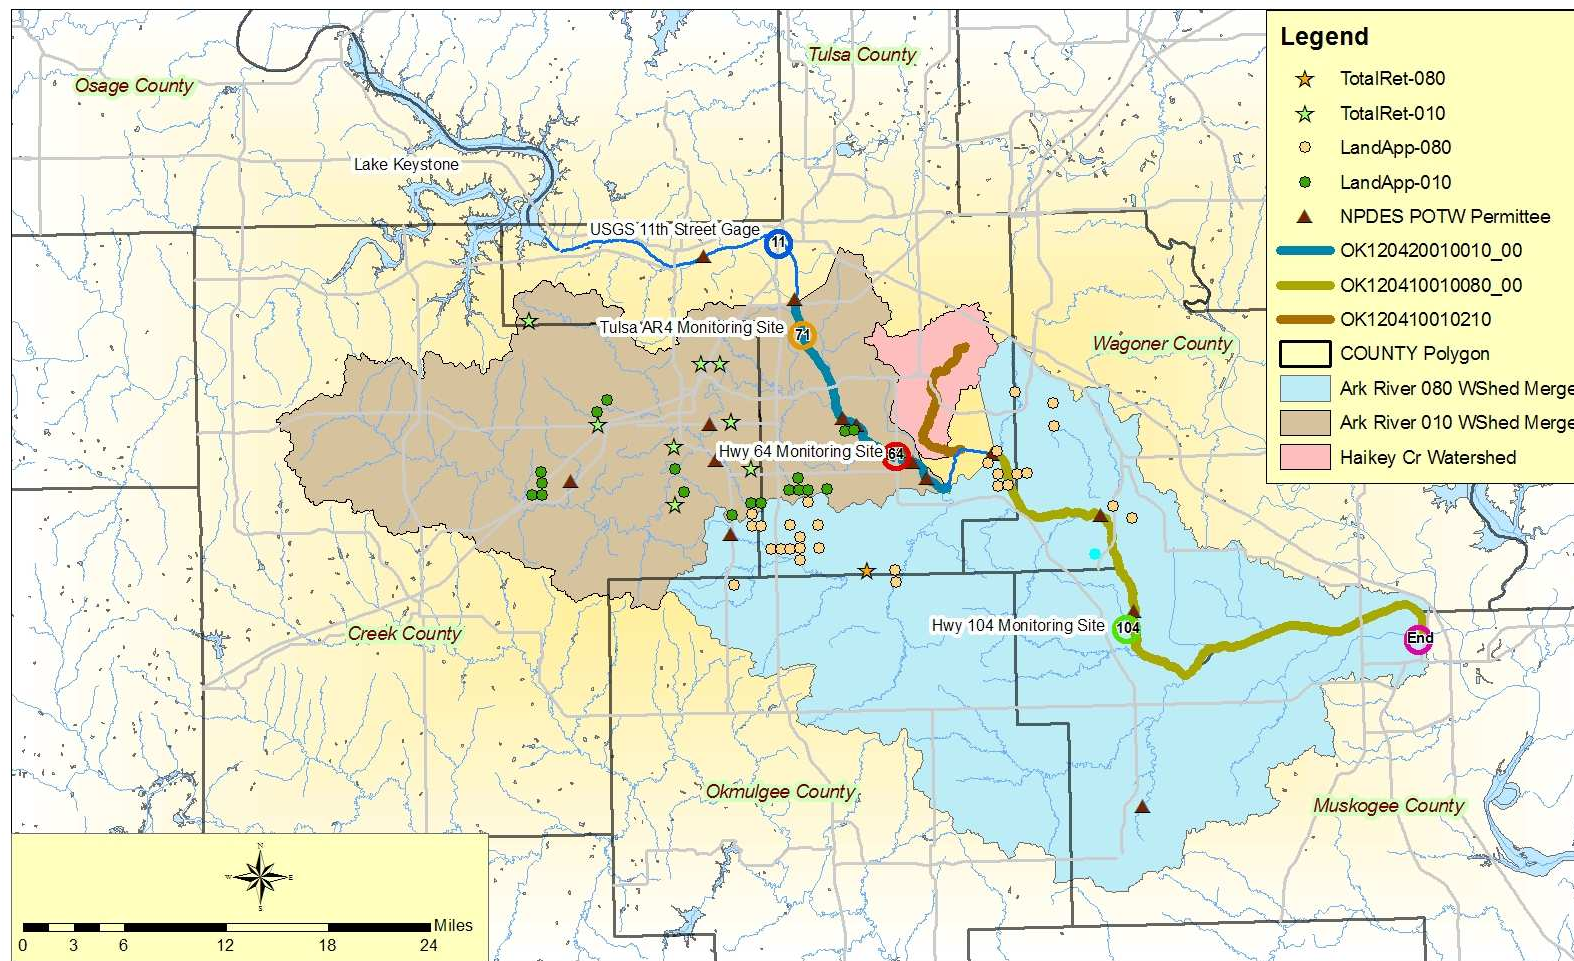 Legend
Tulsa County
Osage County
TotalRet-080
TotalRet-010
LandApp-080
Lake Keystone
LandApp-010
NPDES POTW Permittee
USGS 11th Street Gage
11
OK120420010010_00
OK120410010080_00
OK120410010210
Tulsa AR4 Monitoring Site
71
Wagoner County
COUNTY Polygon
Ark River 080 WShed Merge
Ark River 010 WShed Merge
Hwy 64 Monitoring Site
64
Haikey Cr Watershed
Creek County
Hwy 104 Monitoring Site
104
End
Okmulgee County
Muskogee County
N
W
E
S
Miles
0 3 6 12 18 24